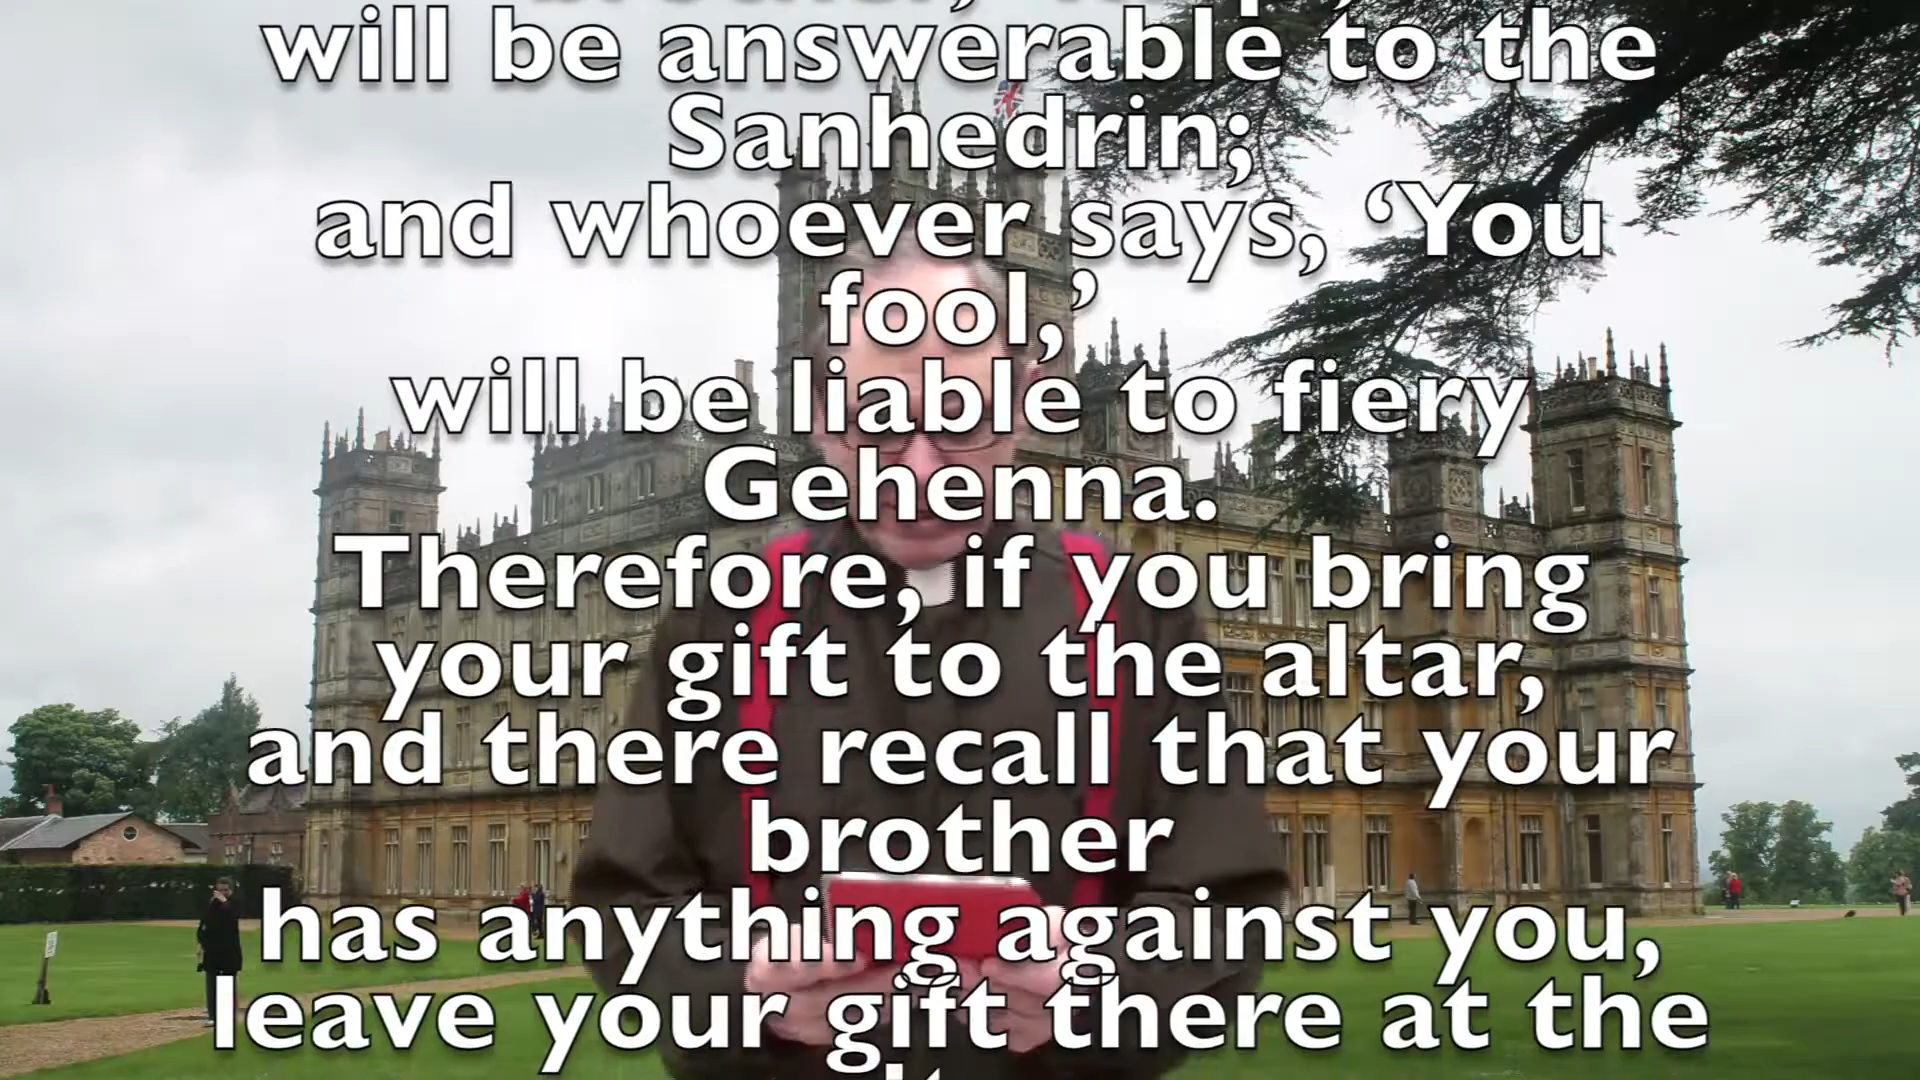 will be answerable to the
Sanhedrin;
and whoever says, ‘You
fool,’
will be liable to fiery
Gehenna.
Therefore, if you bring
your gift to the altar,
and there recall that your
brother
has anything against you,
leave your gift there at the